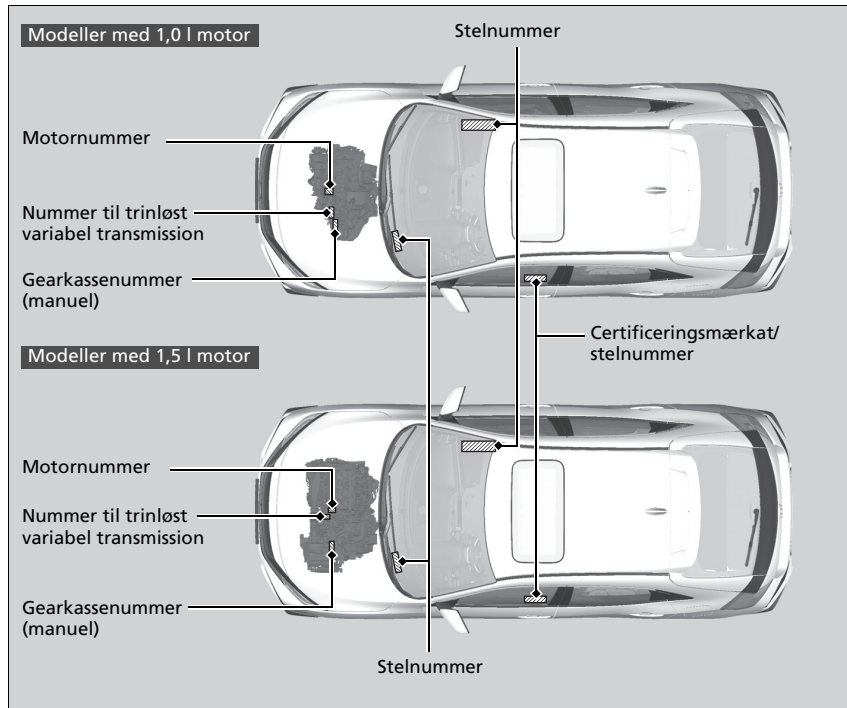 Modeller med 1,0 l motor
Stelnummer
Motornummer
Nummer til trinløst
variabel transmission
Gearkassenummer
(manuel)
Certificeringsmærkat/
stelnummer
Modeller med 1,5 l motor
Motornummer
Nummer til trinløst
variabel transmission
Gearkassenummer
(manuel)
Stelnummer